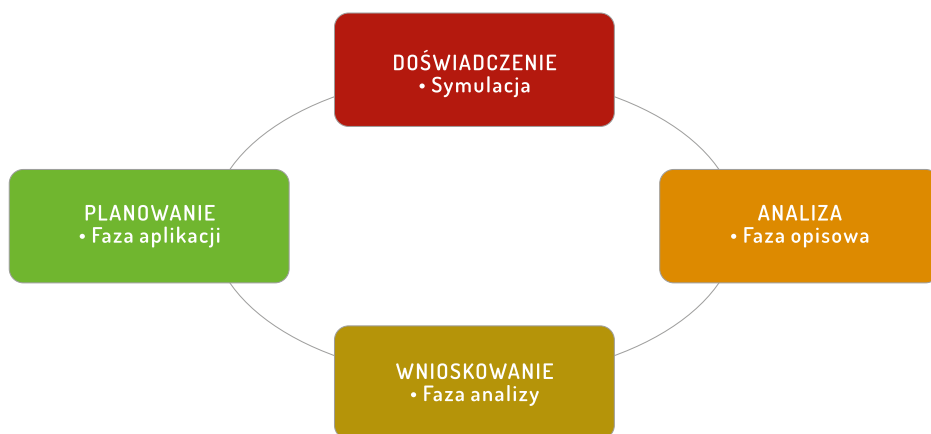 DOŚWIADCZENIE
• Symulacja
PLANOWANIE
• Faza aplikacji
ANALIZA
• Faza opisowa
WNIOSKOWANIE
• Faza analizy